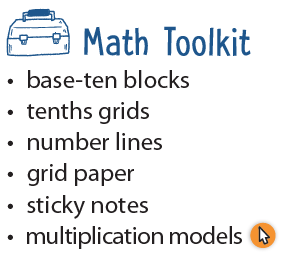 Math Toolkit
• base-ten blocks
• tenths grids
• number lines
• grid paper
• sticky notes
• multiplication models